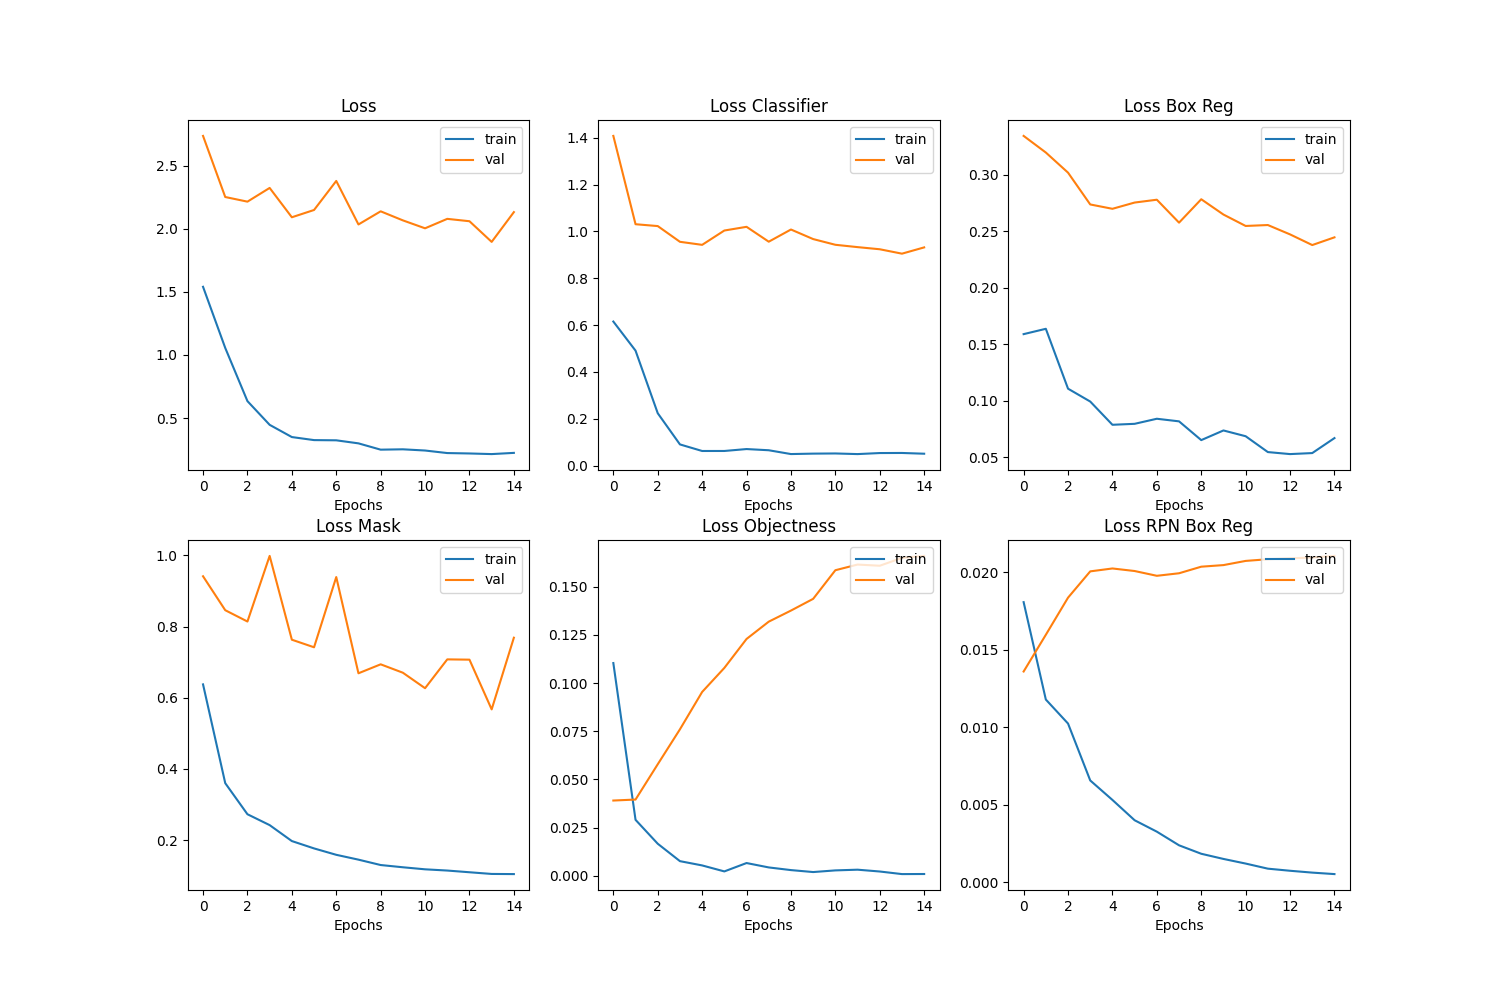 Loss
Loss Classifier
Loss Box Reg
train
val
train
val
train
val
2.5
2.0
1.5
1.0
0.5
1.4
1.2
1.0
0.8
0.6
0.4
0.2
0.0
0.30
0.25
0.20
0.15
0.10
0.05
0 2 4 6 8 10 12 14
0 2 4 6 8 10 12 14
0 2 4 6 8 10 12 14
Epochs
Epochs
Epochs
Loss Mask
Loss Objectness
Loss RPN Box Reg
train
val
train
val
train
val
1.0
0.8
0.6
0.4
0.2
0.150
0.125
0.100
0.075
0.050
0.025
0.000
0.020
0.015
0.010
0.005
0.000
0 2 4 6 8 10 12 14
0 2 4 6 8 10 12 14
0 2 4 6 8 10 12 14
Epochs
Epochs
Epochs